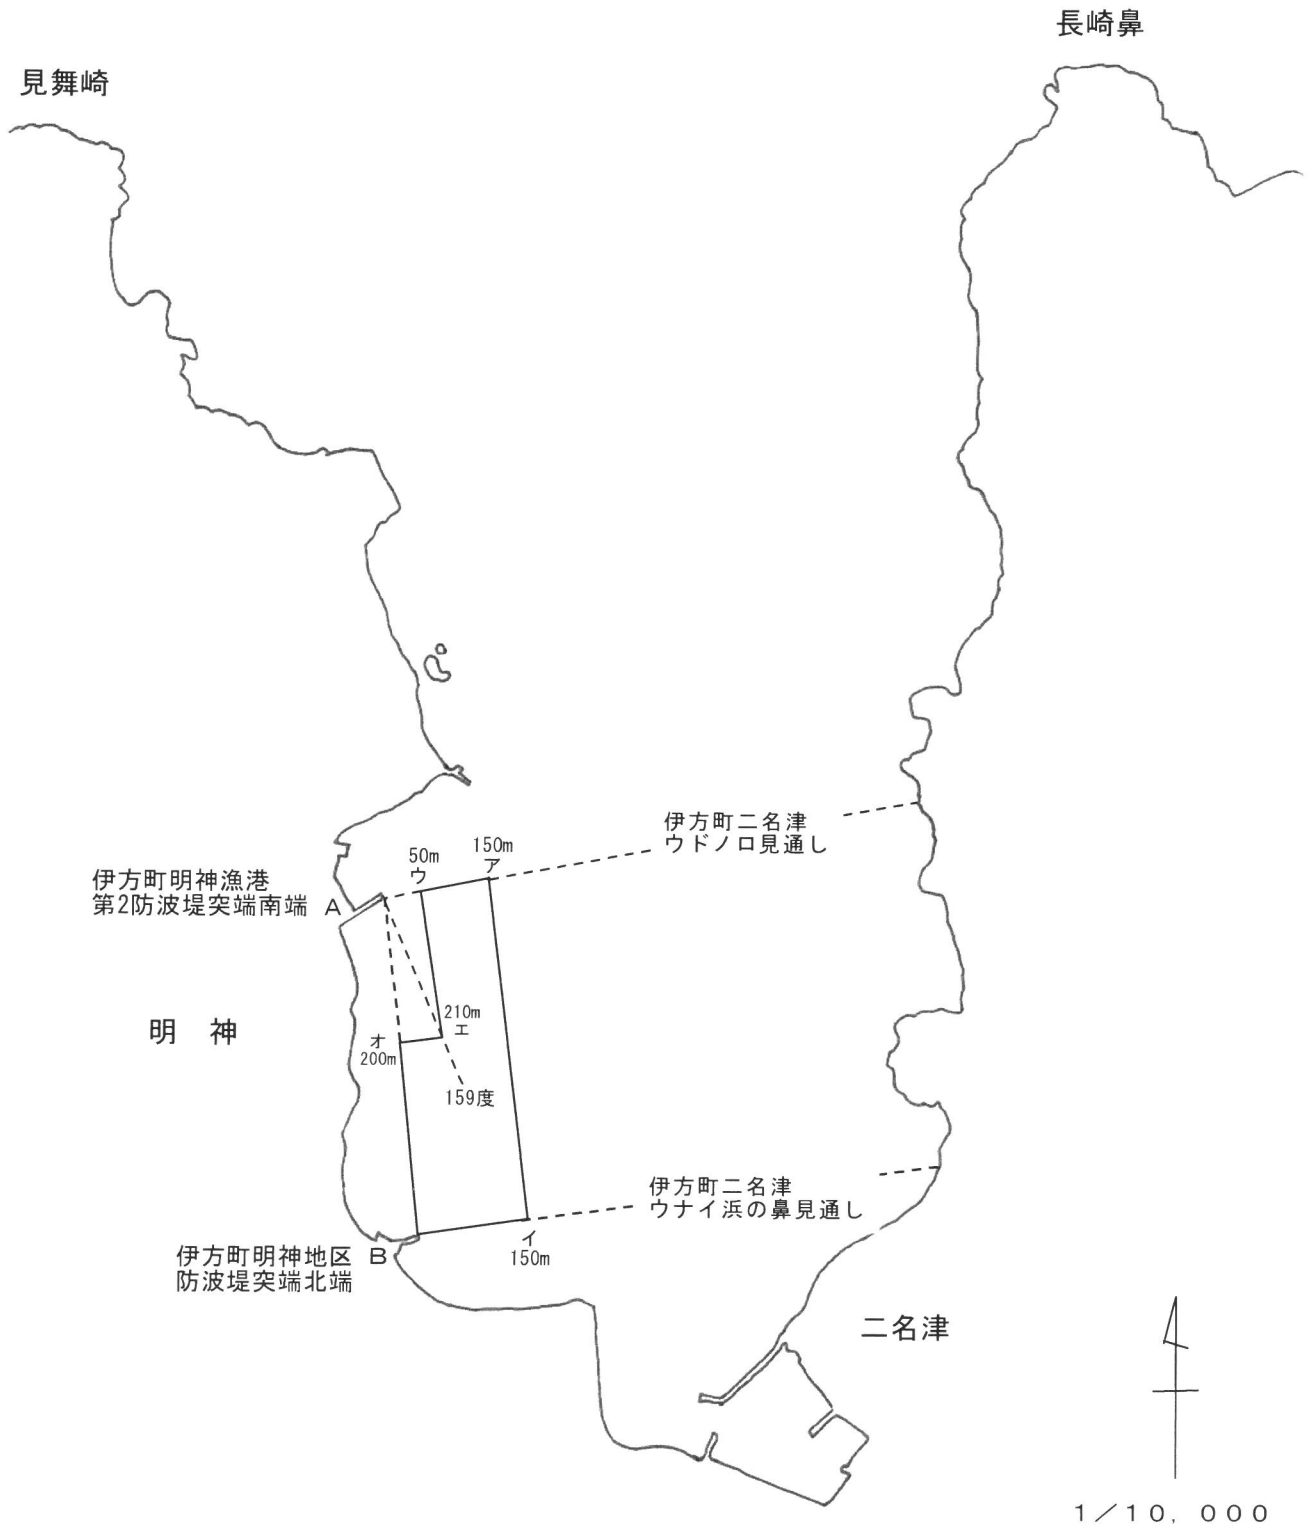 長崎鼻
見舞崎
伊方町二名津
ウドノロ見通し
150m
ア
50m
ウ
伊方町明神漁港
第2防波堤突端南端
A
210m
エ
明 神
オ
200m
159度
伊方町二名津
ウナイ浜の鼻見通し
イ
150m
伊方町明神地区
防波堤突端北端
B
二名津
1/10,000